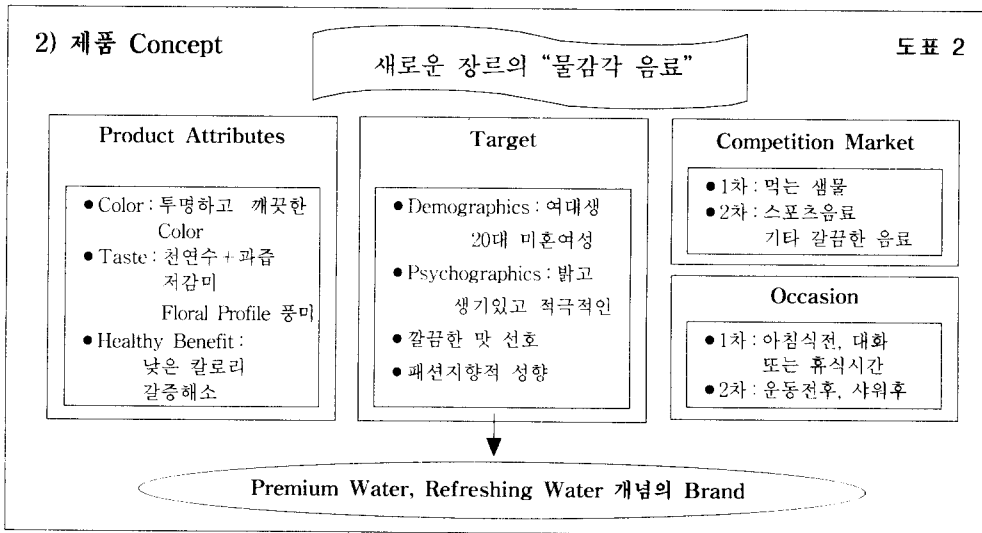 2) 제품 Concept
도표 2
새로운 장르의 “물감각 음료”
Product Attributes
● Color : 투명하고 깨끗한
Color
● Taste : 천연수 + 과즙
저감미
Floral Profile 풍미
● Healthy Benefit :
낮은 칼로리
갈증해소
Target
● Demographics : 여대생
20대 미혼여성
● Psychographics : 밝고
생기있고 적극적인
● 깔끔한 맛 선호
● 패션지향적 성향
Competition Market
● 1차 : 먹는 샘물
● 2차 : 스포츠음료
기타 갈끔한 음료
Occasion
● 1차 : 아침식전, 대화
또는 휴식시간
● 2차 : 운동전후, 샤워후
Premium Water, Refreshing Water 개념의 Brand